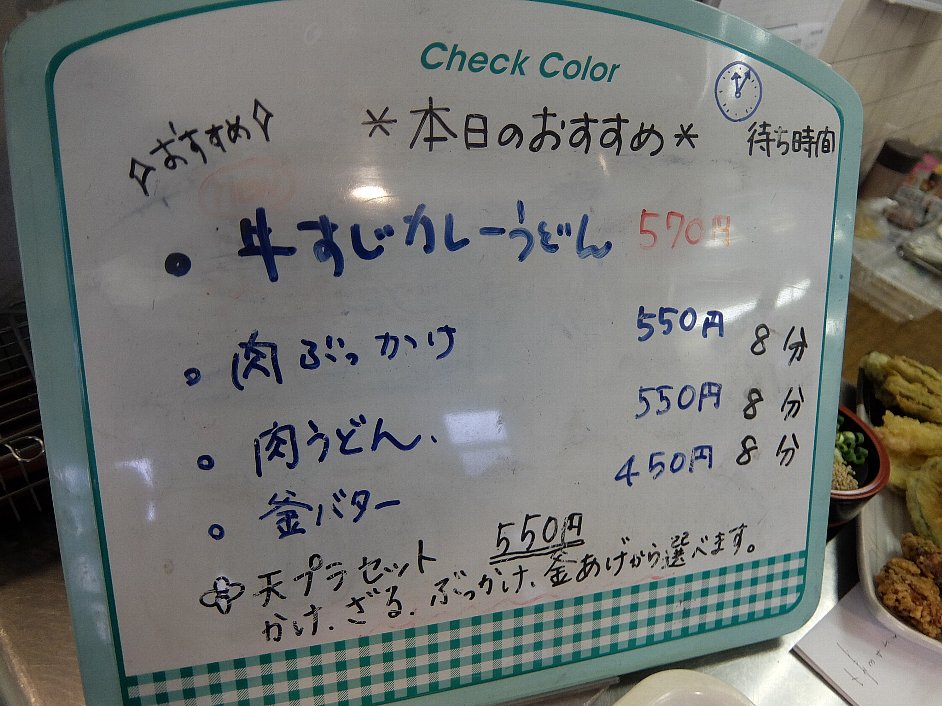 Check Color
おすすめ
*本日のおすすめ* 待ち時間
• 牛すじカレーうどん 570円
• 肉ぶっかけ 550円 8分
• 肉うどん、 550円 8分
• 釜バター 450円 8分
天プラセット 550円
かけ、ざる、ぶっかけ、釜あげから選べます。